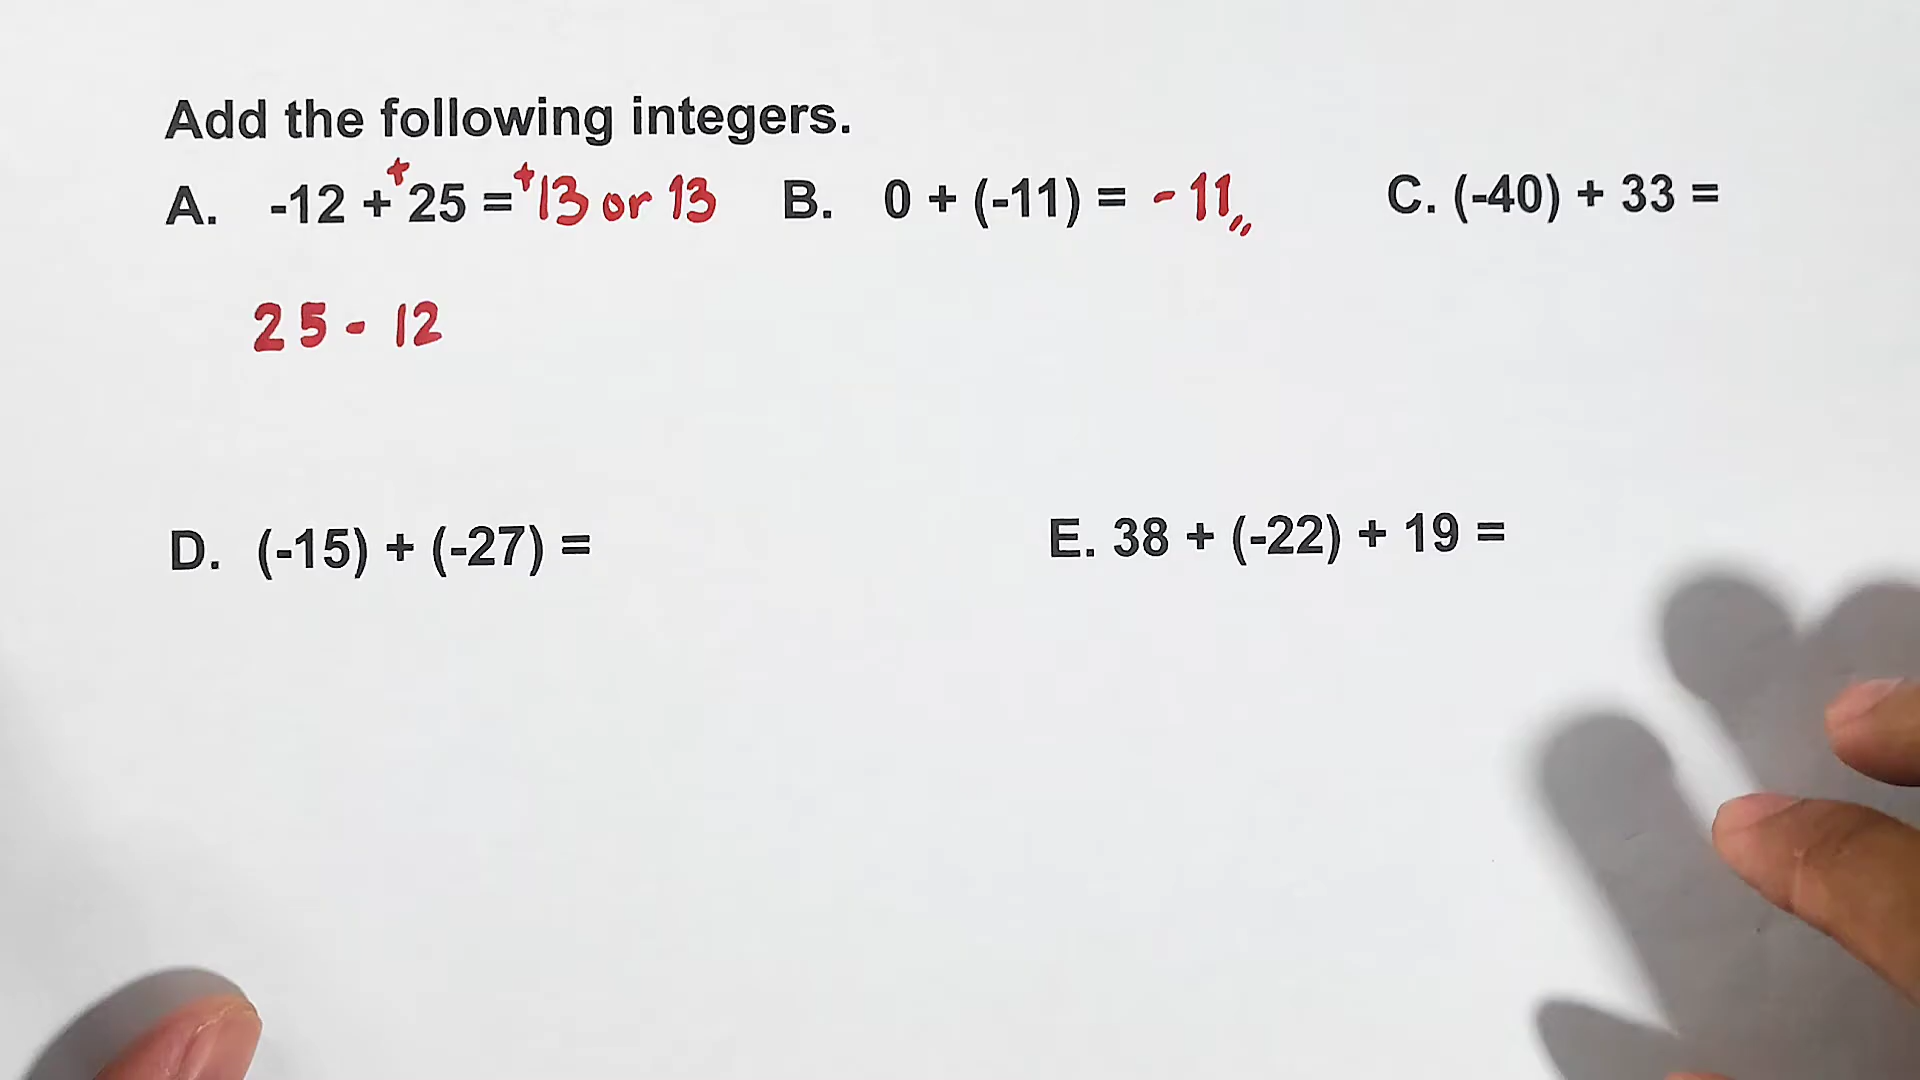 Add the following integers.
A. -12 + +25 = +13 or 13 B. 0 + (-11) = -11,, C. (-40) + 33 =
25 - 12
D. (-15) + (-27) = E. 38 + (-22) + 19 =